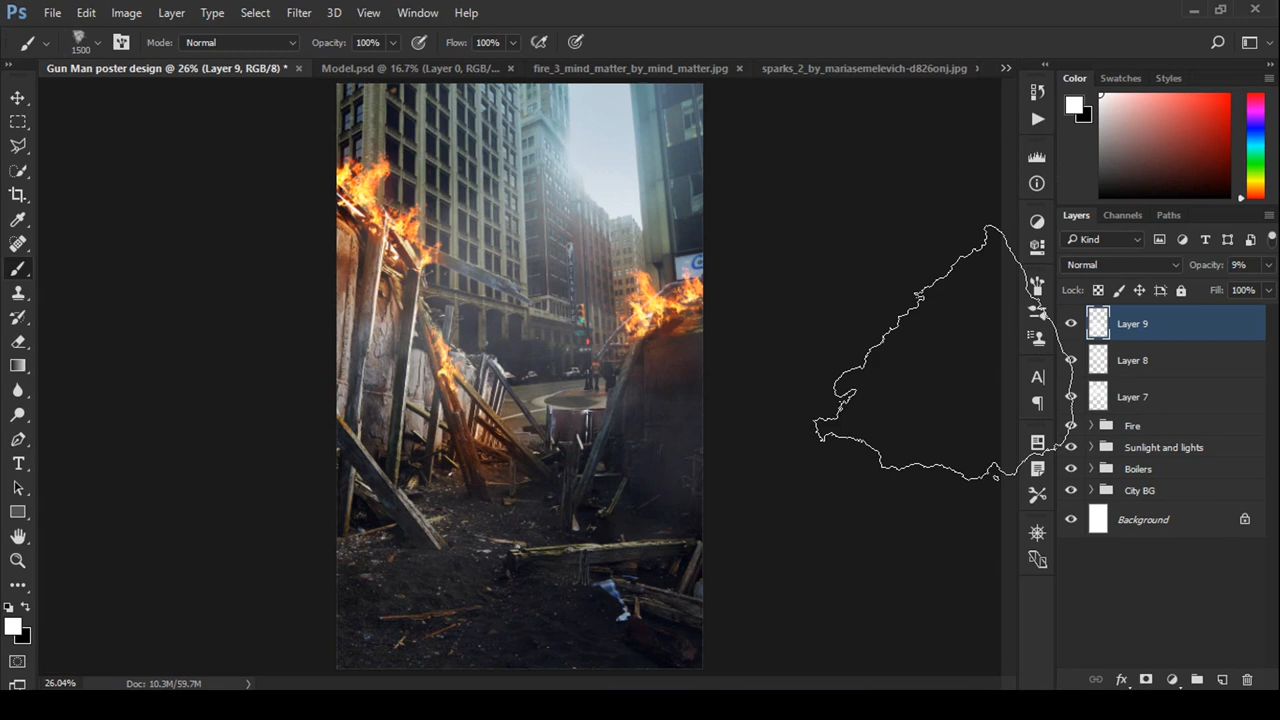 Ps File Edit Image Layer Type Select Filter 3D View Window Help
1500 Mode: Normal Opacity: 100% Flow: 100%
Gun Man poster design @ 26% (Layer 9, RGB/8) * × Model.psd @ 16.7% (Layer 0, RGB/... × fire_3_mind_matter_by_mind_matter.jpg × sparks_2_by_mariasemelevich-d826onj.jpg
Color Swatches Styles
Layers Channels Paths
Kind
Normal Opacity: 9%
Lock: Fill: 100%
Layer 9
Layer 8
Layer 7
Fire
Sunlight and lights
Boilers
City BG
Background
26.04% Doc: 10.3M/59.7M